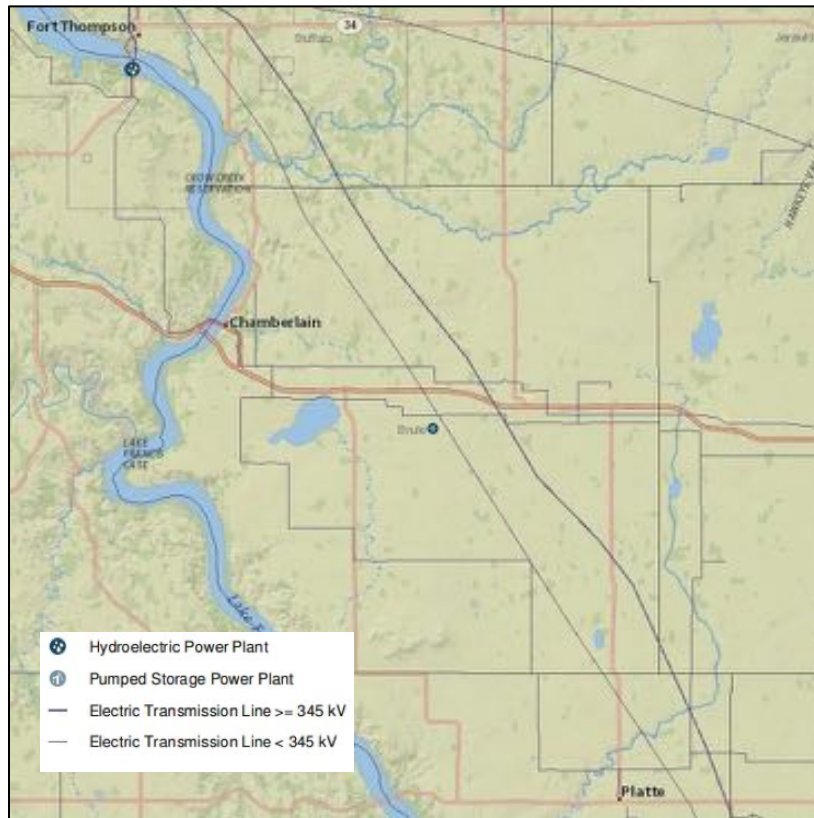 Fort Thompson
34
Buffalo
CROW CREEK
RESERVATION
Chamberlain
Brule
LAKE
FRANCIS
CASE
Platte
Hydroelectric Power Plant
Pumped Storage Power Plant
Electric Transmission Line >= 345 kV
Electric Transmission Line < 345 kV